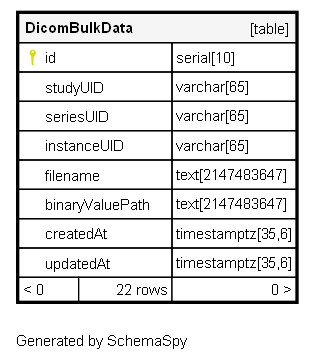 DicomBulkData [table]
id serial[10]
studyUID varchar[65]
seriesUID varchar[65]
instanceUID varchar[65]
filename text[2147483647]
binaryValuePath text[2147483647]
createdAt timestamptz[35,6]
updatedAt timestamptz[35,6]
< 0 22 rows 0 >
Generated by SchemaSpy